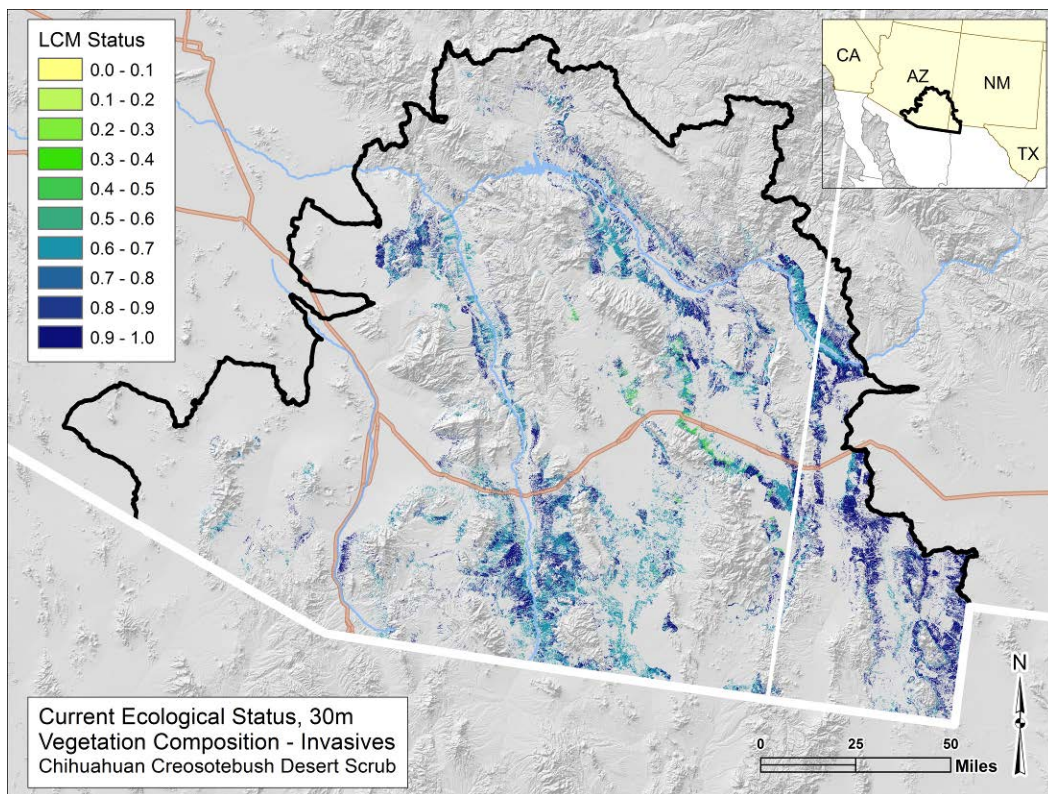 LCM Status
0.0 - 0.1
0.1 - 0.2
0.2 - 0.3
0.3 - 0.4
0.4 - 0.5
0.5 - 0.6
0.6 - 0.7
0.7 - 0.8
0.8 - 0.9
0.9 - 1.0
CA
AZ
NM
TX
Current Ecological Status, 30m
Vegetation Composition - Invasives
Chihuahuan Creosotebush Desert Scrub
N
0 25 50
Miles